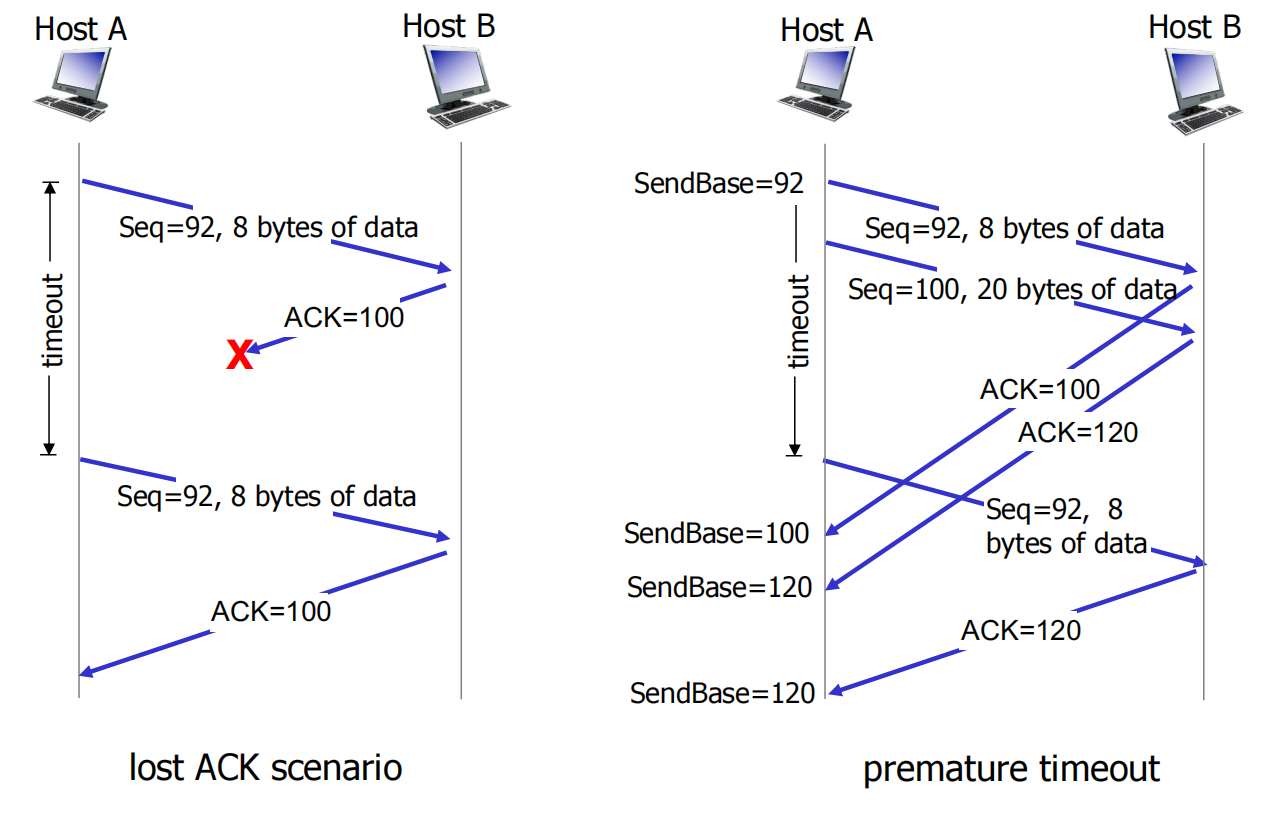 Host A
Host B
Seq=92, 8 bytes of data
timeout
ACK=100
X
Seq=92, 8 bytes of data
ACK=100
lost ACK scenario
Host A
Host B
SendBase=92
Seq=92, 8 bytes of data
Seq=100, 20 bytes of data
timeout
ACK=100
ACK=120
Seq=92, 8
bytes of data
SendBase=100
SendBase=120
ACK=120
SendBase=120
premature timeout